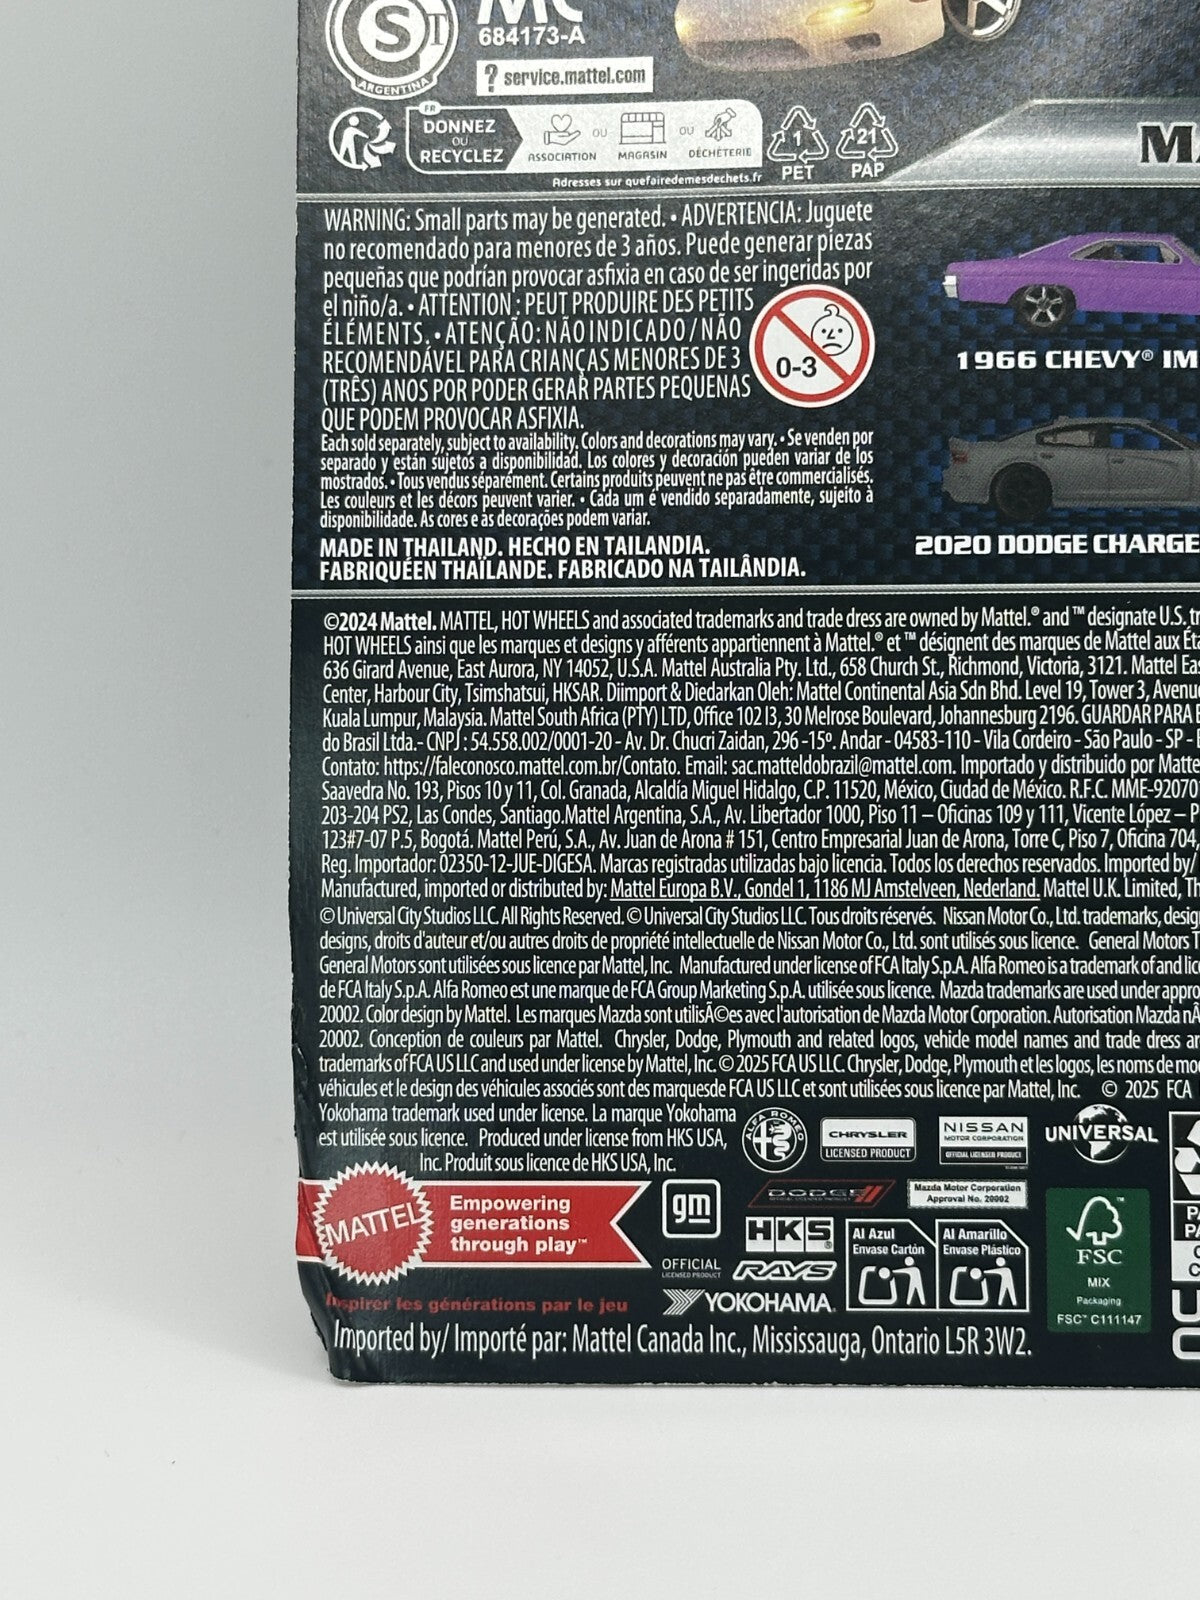 S I
ARGENTINA
MC
684173-A
? service.mattel.com
FR
DONNEZ
OU
RECYCLEZ
ASSOCIATION OU MAGASIN OU DÉCHÈTERIE
Adresses sur quefairedemesdechets.fr
1
PET
21
PAP
WARNING: Small parts may be generated. • ADVERTENCIA: Juguete
no recomendado para menores de 3 años. Puede generar piezas
pequeñas que podrían provocar asfixia en caso de ser ingeridas por
el niño/a. • ATTENTION : PEUT PRODUIRE DES PETITS
ÉLÉMENTS. • ATENÇÃO: NÃO INDICADO / NÃO
RECOMENDÁVEL PARA CRIANÇAS MENORES DE 3
(TRÊS) ANOS POR PODER GERAR PARTES PEQUENAS
QUE PODEM PROVOCAR ASFIXIA.
0-3
Each sold separately, subject to availability. Colors and decorations may vary. • Se venden por
separado y están sujetos a disponibilidad. Los colores y decoración pueden variar de los
mostrados. • Tous vendus séparément. Certains produits peuvent ne pas être commercialisés.
Les couleurs et les décors peuvent varier. • Cada um é vendido separadamente, sujeito à
disponibilidade. As cores e as decorações podem variar.
MADE IN THAILAND. HECHO EN TAILANDIA.
FABRIQUÉEN THAÏLANDE. FABRICADO NA TAILÂNDIA.
1966 CHEVY® IM
2020 DODGE CHARGE
©2024 Mattel. MATTEL, HOT WHEELS and associated trademarks and trade dress are owned by Mattel.® and ™ designate U.S. tr
HOT WHEELS ainsi que les marques et designs y afférents appartiennent à Mattel.® et ™ désignent des marques de Mattel aux Éta
636 Girard Avenue, East Aurora, NY 14052, U.S.A. Mattel Australia Pty. Ltd., 658 Church St., Richmond, Victoria, 3121. Mattel Eas
Center, Harbour City, Tsimshatsui, HKSAR. Diimport & Diedarkan Oleh: Mattel Continental Asia Sdn Bhd. Level 19, Tower 3, Avenu
Kuala Lumpur, Malaysia. Mattel South Africa (PTY) LTD, Office 102 I3, 30 Melrose Boulevard, Johannesburg 2196. GUARDAR PARA E
do Brasil Ltda.- CNPJ : 54.558.002/0001-20 - Av. Dr. Chucri Zaidan, 296 -15º. Andar - 04583-110 - Vila Cordeiro - São Paulo - SP -
Contato: https://faleconosco.mattel.com.br/Contato. Email: sac.matteldobrazil@mattel.com. Importado y distribuido por Matte
Saavedra No. 193, Pisos 10 y 11, Col. Granada, Alcaldía Miguel Hidalgo, C.P. 11520, México, Ciudad de México. R.F.C. MME-92070
203-204 PS2, Las Condes, Santiago.Mattel Argentina, S.A., Av. Libertador 1000, Piso 11 – Oficinas 109 y 111, Vicente López – P
123#7-07 P.5, Bogotá. Mattel Perú, S.A., Av. Juan de Arona # 151, Centro Empresarial Juan de Arona, Torre C, Piso 7, Oficina 704,
Reg. Importador: 02350-12-JUE-DIGESA. Marcas registradas utilizadas bajo licencia. Todos los derechos reservados. Imported by/
Manufactured, imported or distributed by: Mattel Europa B.V., Gondel 1, 1186 MJ Amstelveen, Nederland. Mattel U.K. Limited, Th
© Universal City Studios LLC. All Rights Reserved. © Universal City Studios LLC. Tous droits réservés. Nissan Motor Co., Ltd. trademarks, desig
designs, droits d'auteur et/ou autres droits de propriété intellectuelle de Nissan Motor Co., Ltd. sont utilisés sous licence. General Motors T
General Motors sont utilisées sous licence par Mattel, Inc. Manufactured under license of FCA Italy S.p.A. Alfa Romeo is a trademark of and lice
de FCA Italy S.p.A. Alfa Romeo est une marque de FCA Group Marketing S.p.A. utilisée sous licence. Mazda trademarks are used under appro
20002. Color design by Mattel. Les marques Mazda sont utilisÃ©es avec l'autorisation de Mazda Motor Corporation. Autorisation Mazda nÂ
20002. Conception de couleurs par Mattel. Chrysler, Dodge, Plymouth and related logos, vehicle model names and trade dress ar
trademarks of FCA US LLC and used under license by Mattel, Inc. © 2025 FCA US LLC. Chrysler, Dodge, Plymouth et les logos, les noms de mod
véhicules et le design des véhicules associés sont des marquesde FCA US LLC et sont utilisées sous licence par Mattel, Inc. © 2025 FCA
Yokohama trademark used under license. La marque Yokohama
est utilisée sous licence. Produced under license from HKS USA,
Inc. Produit sous licence de HKS USA, Inc.
ALFA ROMEO
CHRYSLER
LICENSED PRODUCT
NISSAN
MOTOR CORPORATION
OFFICIAL LICENSED PRODUCT
UNIVERSAL
MATTEL
Empowering
generations
through play™
Inspirer les générations par le jeu
gm
OFFICIAL
LICENSED PRODUCT
DODGE
Mazda Motor Corporation
Approval No. 20002
HKS
RAYS
YOKOHAMA
Al Azul
Envase Cartón
Al Amarillo
Envase Plástico
FSC
MIX
Packaging
FSC™ C111147
Imported by/ Importé par: Mattel Canada Inc., Mississauga, Ontario L5R 3W2.